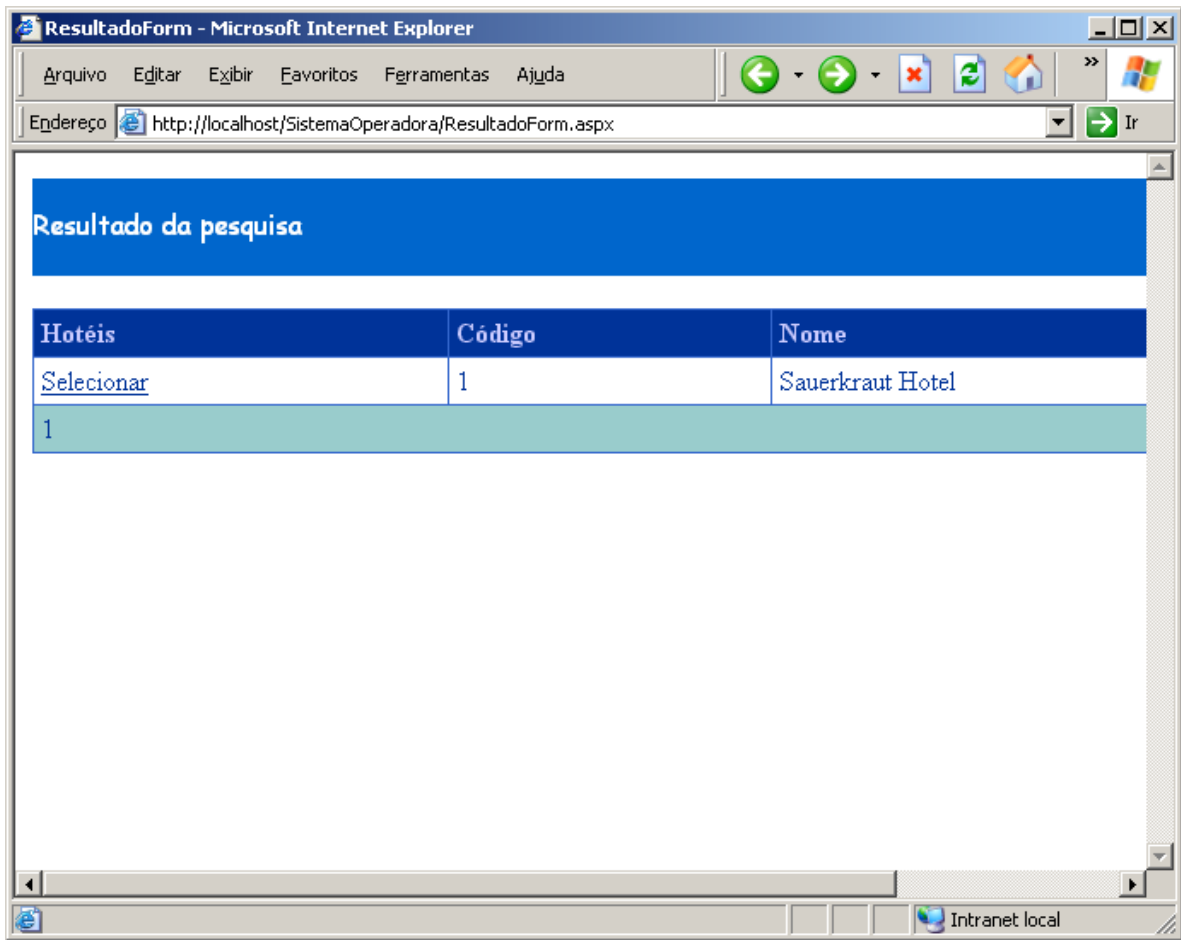 ResultadoForm - Microsoft Internet Explorer
Arquivo Editar Exibir Favoritos Ferramentas Ajuda »
Endereço http://localhost/SistemaOperadora/ResultadoForm.aspx Ir
Resultado da pesquisa
Hotéis Código Nome
Selecionar 1 Sauerkraut Hotel
1
Intranet local